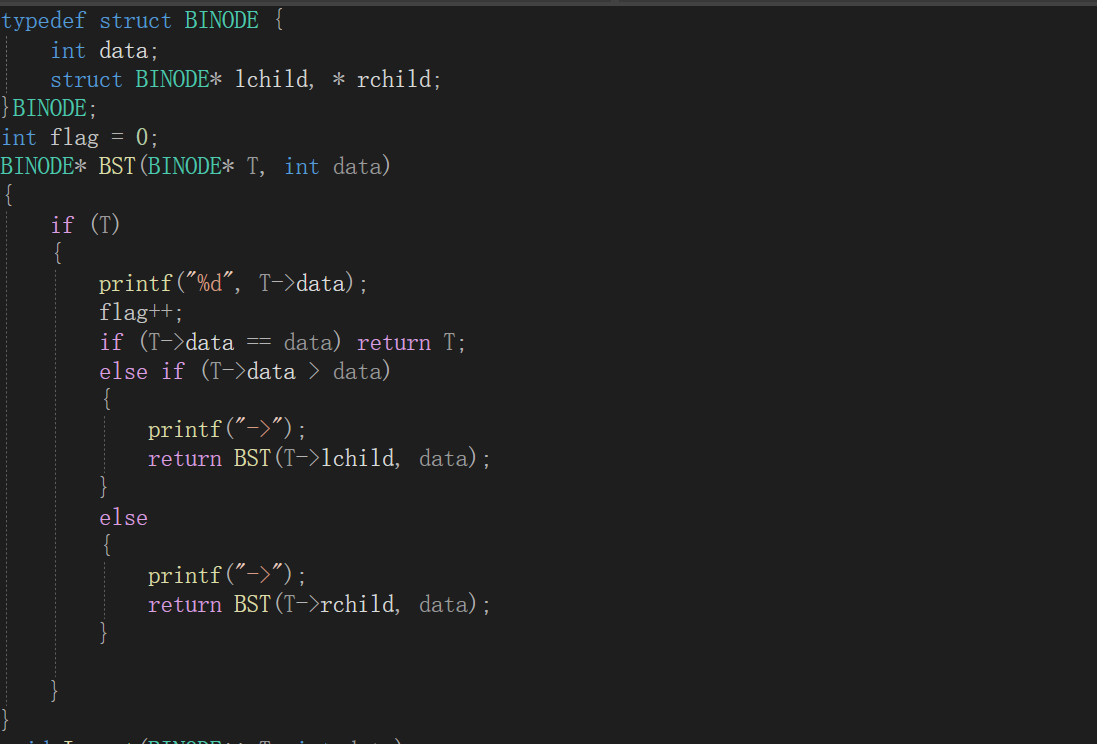 typedef struct BINODE {
    int data;
    struct BINODE* lchild, * rchild;
}BINODE;
int flag = 0;
BINODE* BST(BINODE* T, int data)
{
    if (T)
    {
        printf("%d", T->data);
        flag++;
        if (T->data == data) return T;
        else if (T->data > data)
        {
            printf("->");
            return BST(T->lchild, data);
        }
        else
        {
            printf("->");
            return BST(T->rchild, data);
        }
    }
}